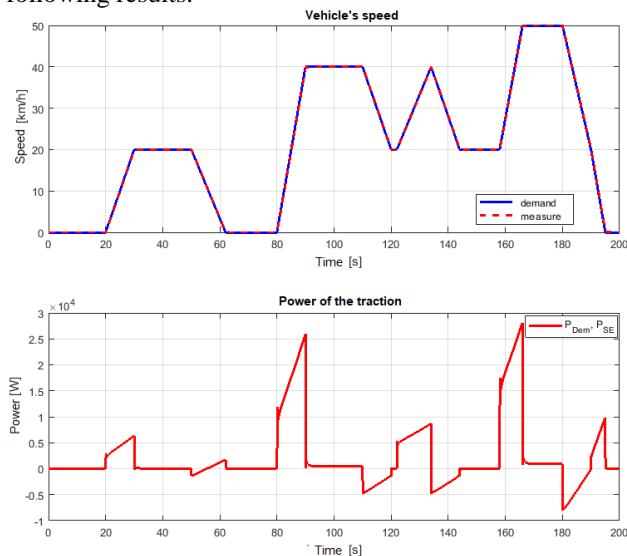 following results.
Vehicle's speed
50
40
30
20
10
0
Speed [km/h]
demand
measure
0 20 40 60 80 100 120 140 160 180 200
Time [s]
Power of the traction
×10⁴
3
2.5
2
1.5
1
0.5
0
-0.5
-1
Power [W]
P_Dem, P_SE
0 20 40 60 80 100 120 140 160 180 200
Time [s]